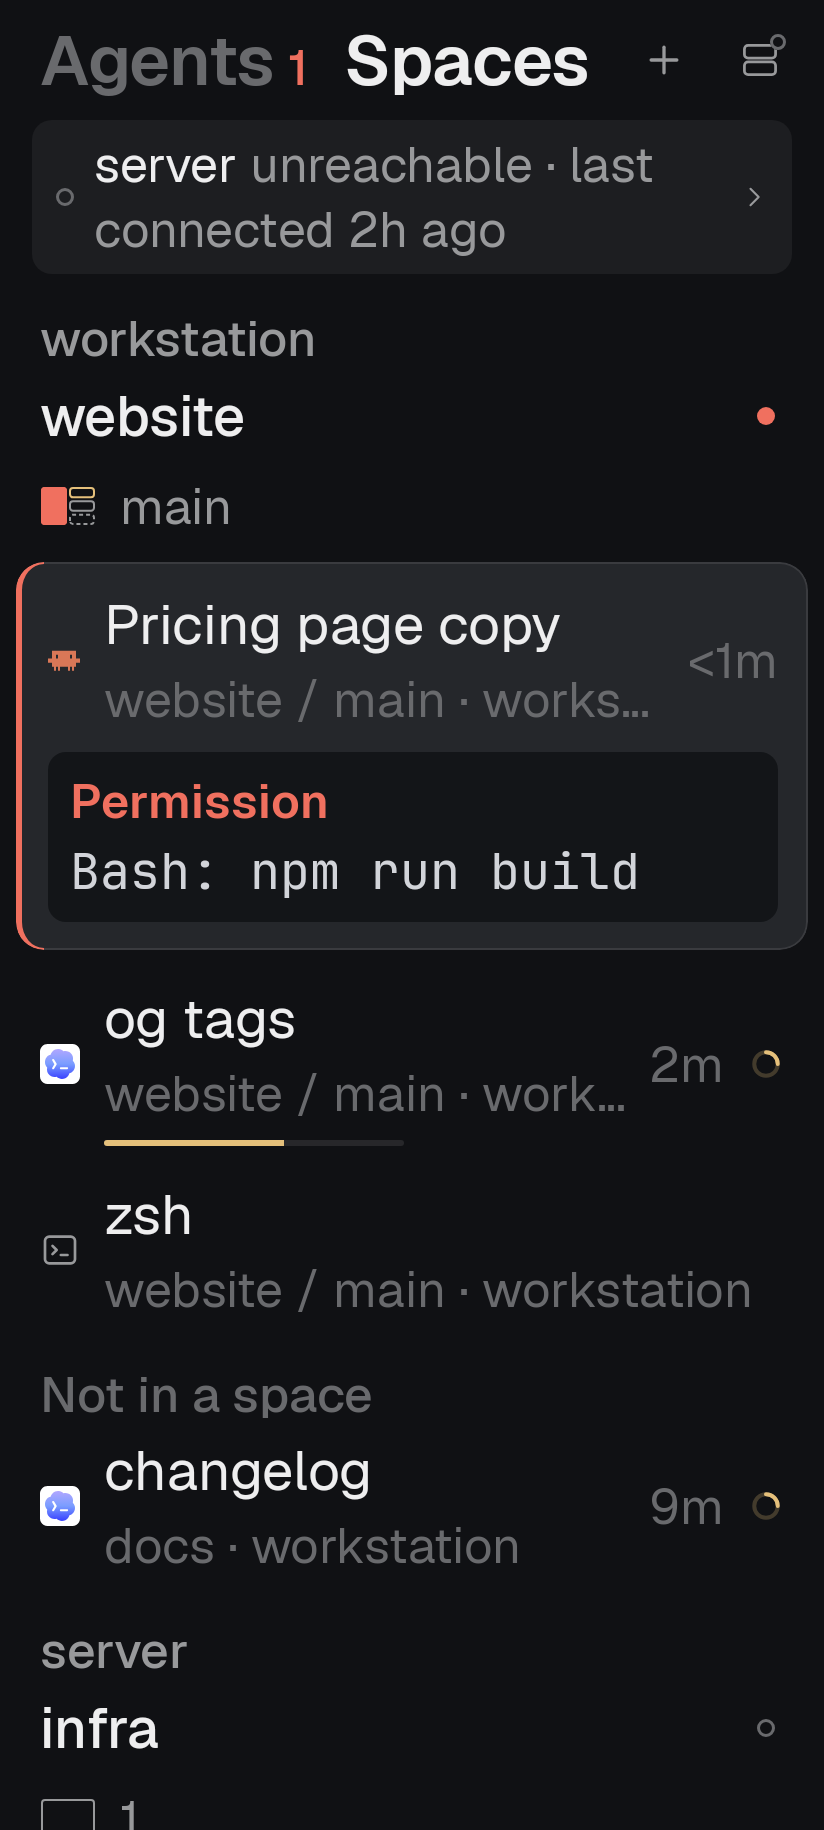 Agents 1 Spaces
server unreachable · last
connected 2h ago
workstation
website
main
Pricing page copy
<1m
website / main · works...
Permission
Bash: npm run build
og tags
2m
website / main · work...
zsh
website / main · workstation
Not in a space
changelog
9m
docs · workstation
server
infra
1